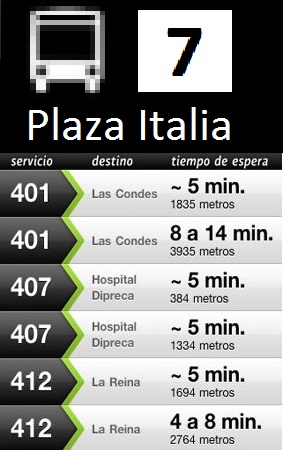 7
Plaza Italia
servicio destino tiempo de espera
401 Las Condes ~ 5 min.
1835 metros
401 Las Condes 8 a 14 min.
3935 metros
407 Hospital Dipreca ~ 5 min.
384 metros
407 Hospital Dipreca ~ 5 min.
1334 metros
412 La Reina ~ 5 min.
1694 metros
412 La Reina 4 a 8 min.
2764 metros